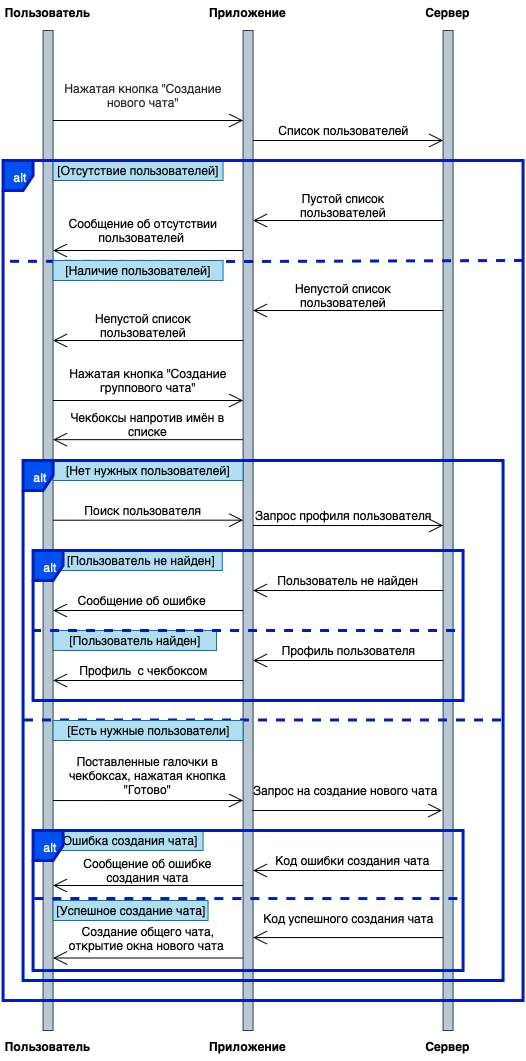 Пользователь
Приложение
Сервер
Нажатая кнопка "Создание
нового чата"
Список пользователей
alt
[Отсутствие пользователей]
Пустой список
пользователей
Сообщение об отсутствии
пользователей
[Наличие пользователей]
Непустой список
пользователей
Непустой список
пользователей
Нажатая кнопка "Создание
группового чата"
Чекбоксы напротив имён в
списке
alt
[Нет нужных пользователей]
Поиск пользователя
Запрос профиля пользователя
alt
[Пользователь не найден]
Пользователь не найден
Сообщение об ошибке
[Пользователь найден]
Профиль пользователя
Профиль с чекбоксом
[Есть нужные пользователи]
Поставленные галочки в
чекбоксах, нажатая кнопка
"Готово"
Запрос на создание нового чата
alt
Ошибка создания чата]
Код ошибки создания чата
Сообщение об ошибке
создания чата
[Успешное создание чата]
Код успешного создания чата
Создание общего чата,
открытие окна нового чата
Пользователь
Приложение
Сервер